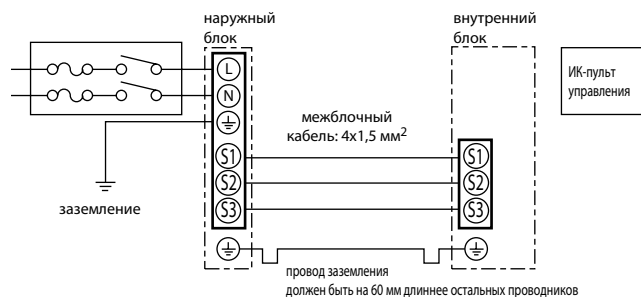 наружный
блок
внутренний
блок
L
N
ИК-пульт
управления
межблочный
кабель: 4x1,5 мм²
S1
S2
S3
S1
S2
S3
заземление
провод заземления
должен быть на 60 мм длиннее остальных проводников